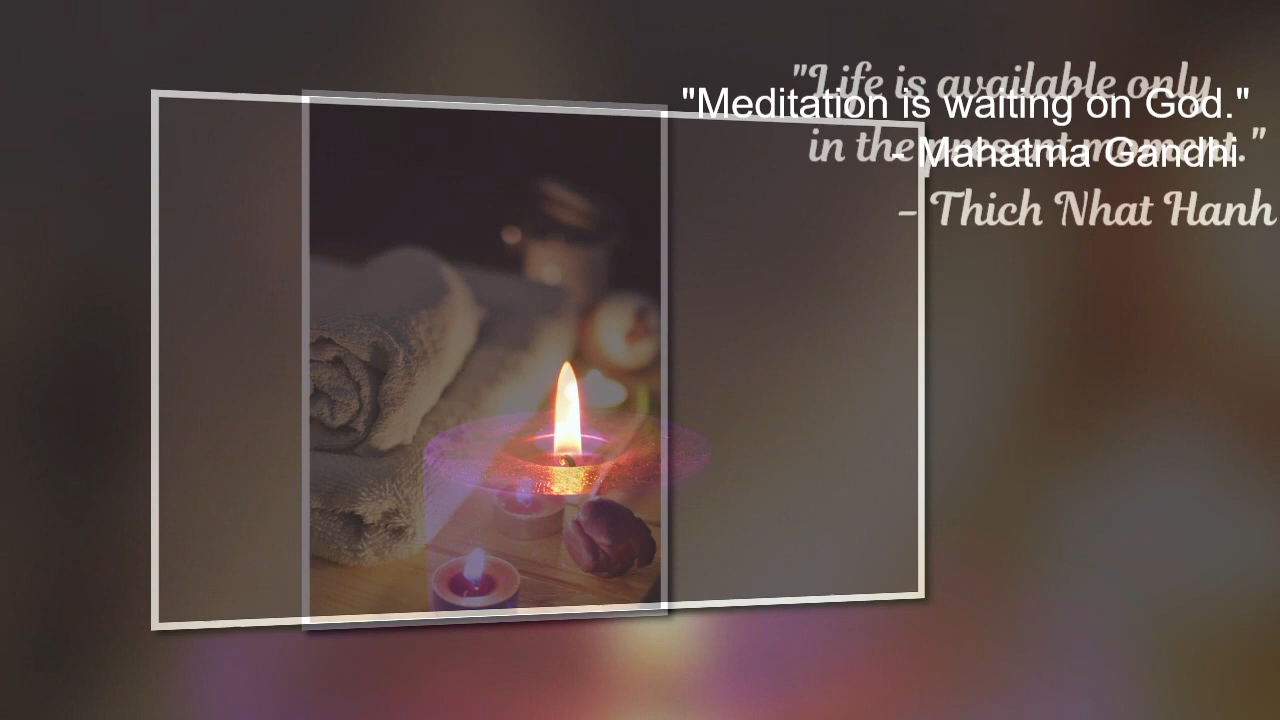 "Life is available only
"Meditation is waiting on God."
in the present moment."
- Mahatma Gandhi
- Thich Nhat Hanh